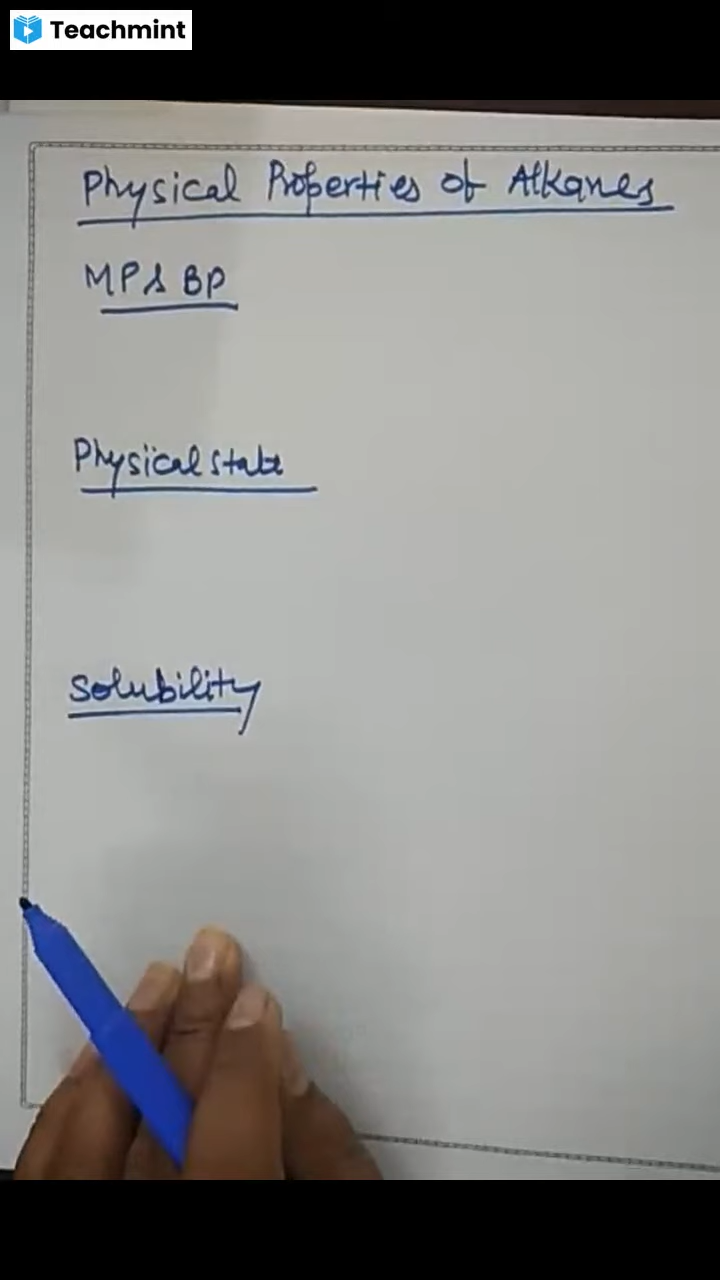 Teachmint
Physical Properties of Alkanes
MP & BP
Physical state
Solubility